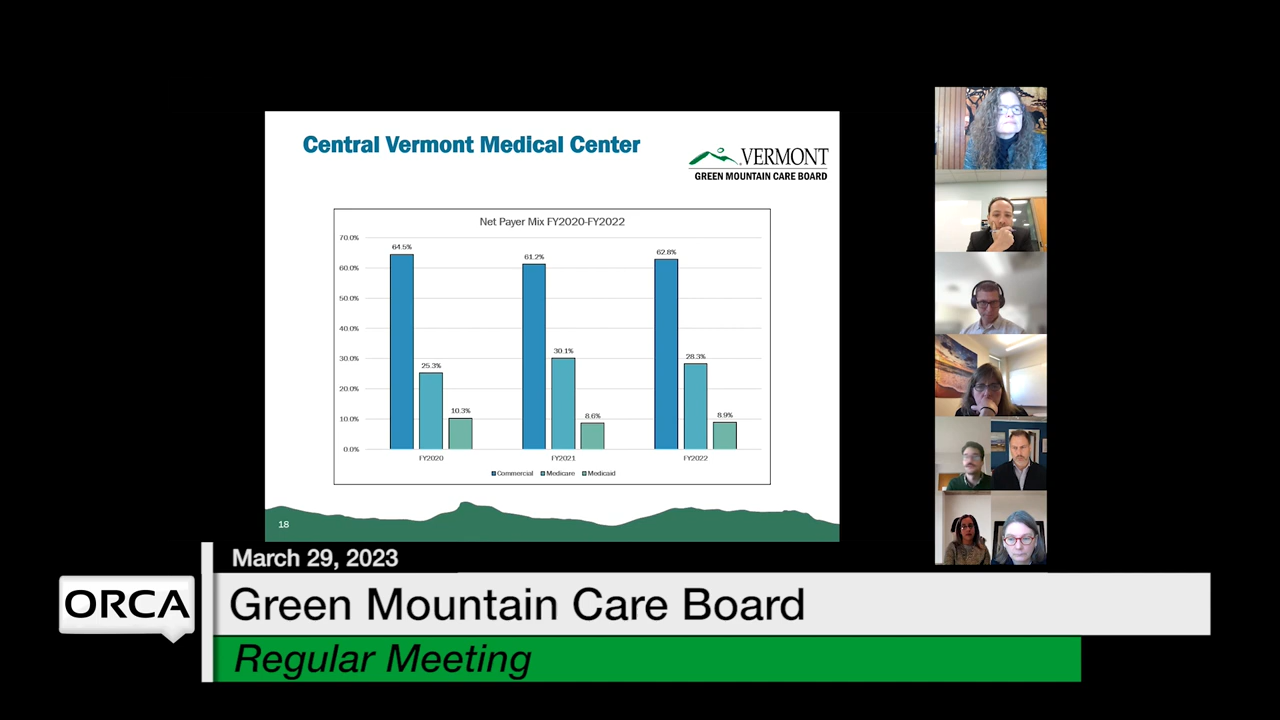 Central Vermont Medical Center
VERMONT
GREEN MOUNTAIN CARE BOARD
Net Payer Mix FY2020-FY2022
70.0%
60.0%
50.0%
40.0%
30.0%
20.0%
10.0%
0.0%
64.5%
25.3%
10.3%
61.2%
30.1%
8.6%
62.8%
28.3%
8.9%
FY2020
FY2021
FY2022
Commercial Medicare Medicaid
18
March 29, 2023
ORCA
Green Mountain Care Board
Regular Meeting